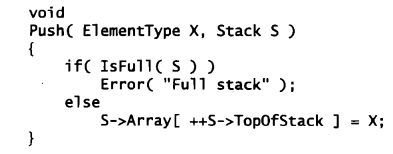 void
Push( ElementType X, Stack S )
{
    if( IsFull( S ) )
        Error( "Full stack" );
    else
        S->Array[ ++S->TopOfStack ] = X;
}